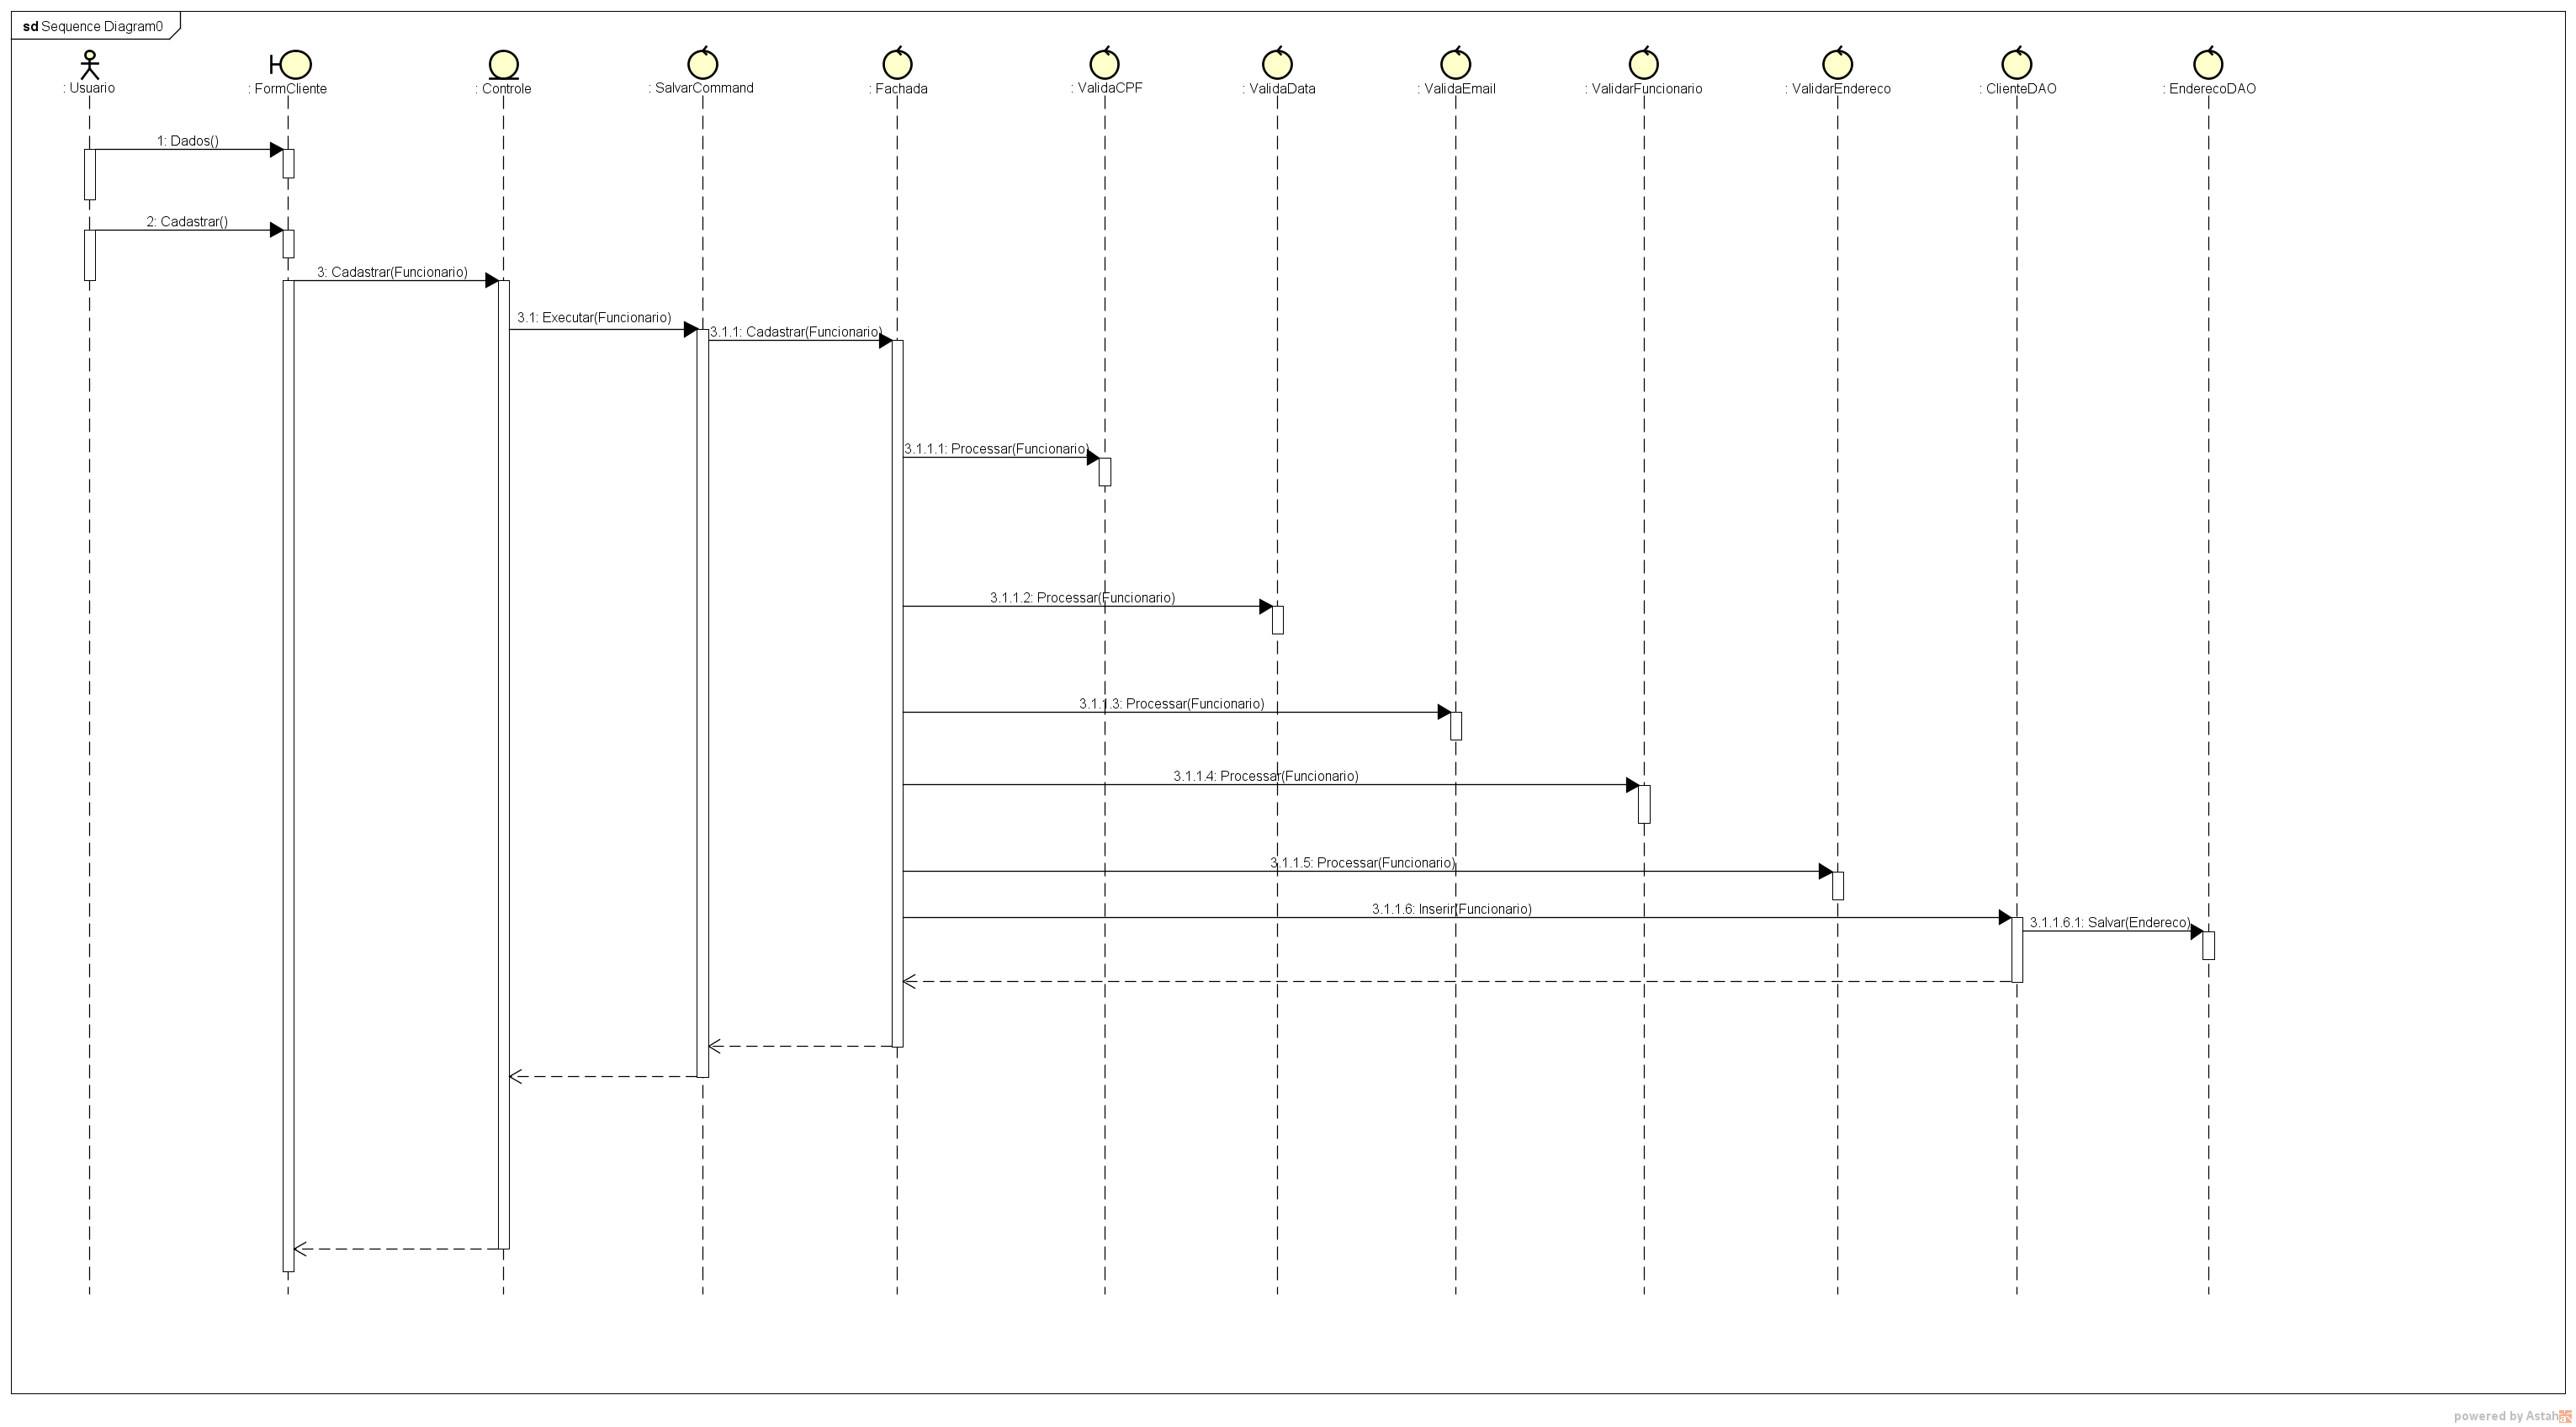 sd Sequence Diagram0
: Usuario
: FormCliente
: Controle
: SalvarCommand
: Fachada
: ValidaCPF
: ValidaData
: ValidaEmail
: ValidarFuncionario
: ValidarEndereco
: ClienteDAO
: EnderecoDAO
1: Dados()
2: Cadastrar()
3: Cadastrar(Funcionario)
3.1: Executar(Funcionario)
3.1.1: Cadastrar(Funcionario)
3.1.1.1: Processar(Funcionario)
3.1.1.2: Processar(Funcionario)
3.1.1.3: Processar(Funcionario)
3.1.1.4: Processar(Funcionario)
3.1.1.5: Processar(Funcionario)
3.1.1.6: Inserir(Funcionario)
3.1.1.6.1: Salvar(Endereco)
powered by Astah